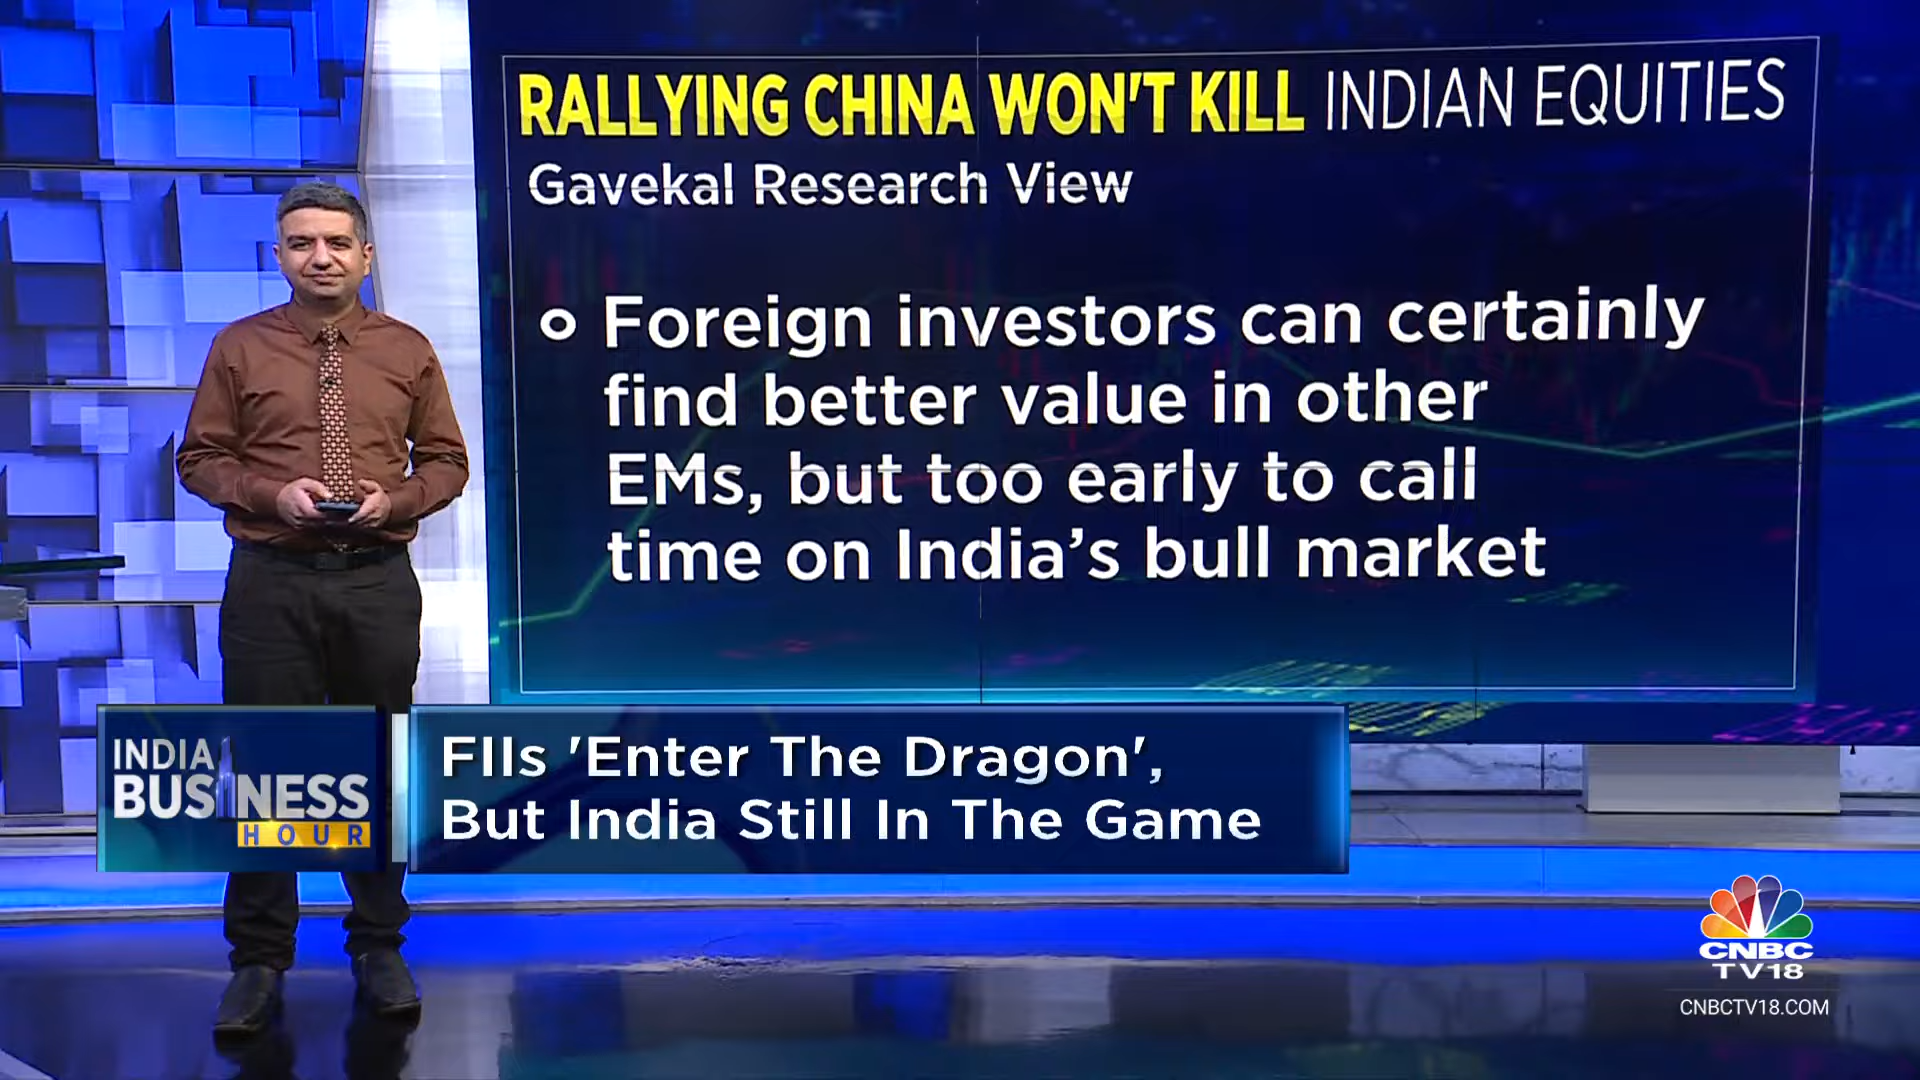 RALLYING CHINA WON'T KILL INDIAN EQUITIES
Gavekal Research View
Foreign investors can certainly
find better value in other
EMs, but too early to call
time on India’s bull market
INDIA
BUSINESS
HOUR
FIIs 'Enter The Dragon',
But India Still In The Game
CNBC
TV18
CNBCTV18.COM